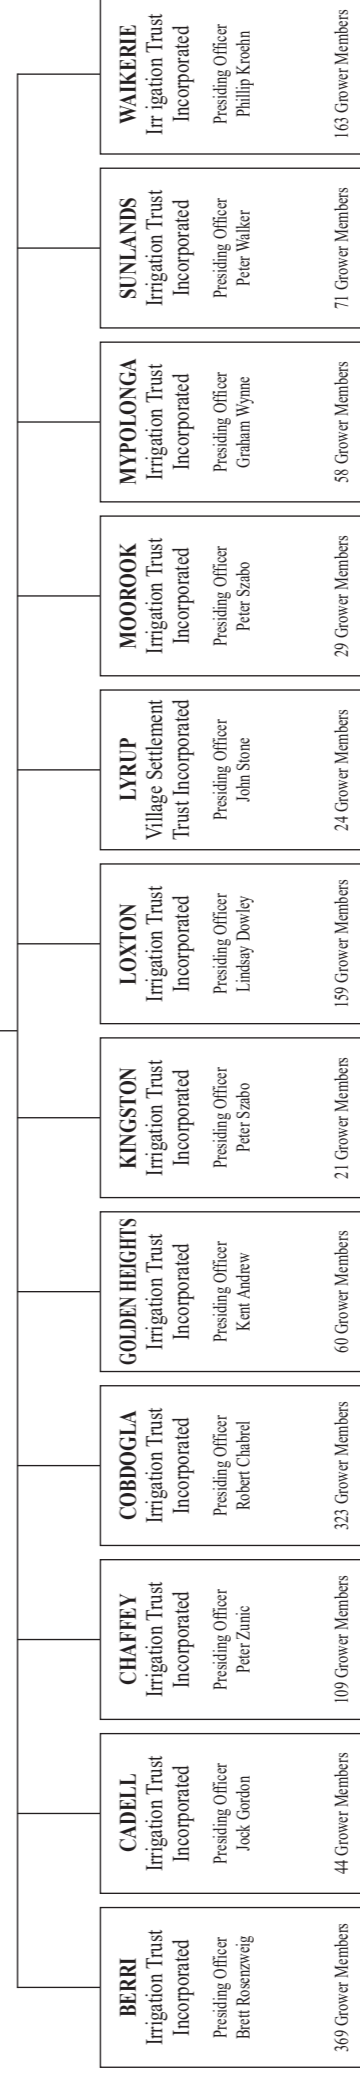 BERRI
Irrigation Trust
Incorporated
Presiding Officer
Brett Rosenzweig
369 Grower Members
CADELL
Irrigation Trust
Incorporated
Presiding Officer
Jock Gordon
44 Grower Members
CHAFFEY
Irrigation Trust
Incorporated
Presiding Officer
Peter Zunic
109 Grower Members
COBDOGLA
Irrigation Trust
Incorporated
Presiding Officer
Robert Chabrel
323 Grower Members
GOLDEN HEIGHTS
Irrigation Trust
Incorporated
Presiding Officer
Kent Andrew
60 Grower Members
KINGSTON
Irrigation Trust
Incorporated
Presiding Officer
Peter Szabo
21 Grower Members
LOXTON
Irrigation Trust
Incorporated
Presiding Officer
Lindsay Dowley
159 Grower Members
LYRUP
Village Settlement
Trust Incorporated
Presiding Officer
John Stone
24 Grower Members
MOOROOK
Irrigation Trust
Incorporated
Presiding Officer
Peter Szabo
29 Grower Members
MYPOLONGA
Irrigation Trust
Incorporated
Presiding Officer
Graham Wynne
58 Grower Members
SUNLANDS
Irrigation Trust
Incorporated
Presiding Officer
Peter Walker
71 Grower Members
WAIKERIE
Irr igation Trust
Incorporated
Presiding Officer
Phillip Kroehn
163 Grower Members